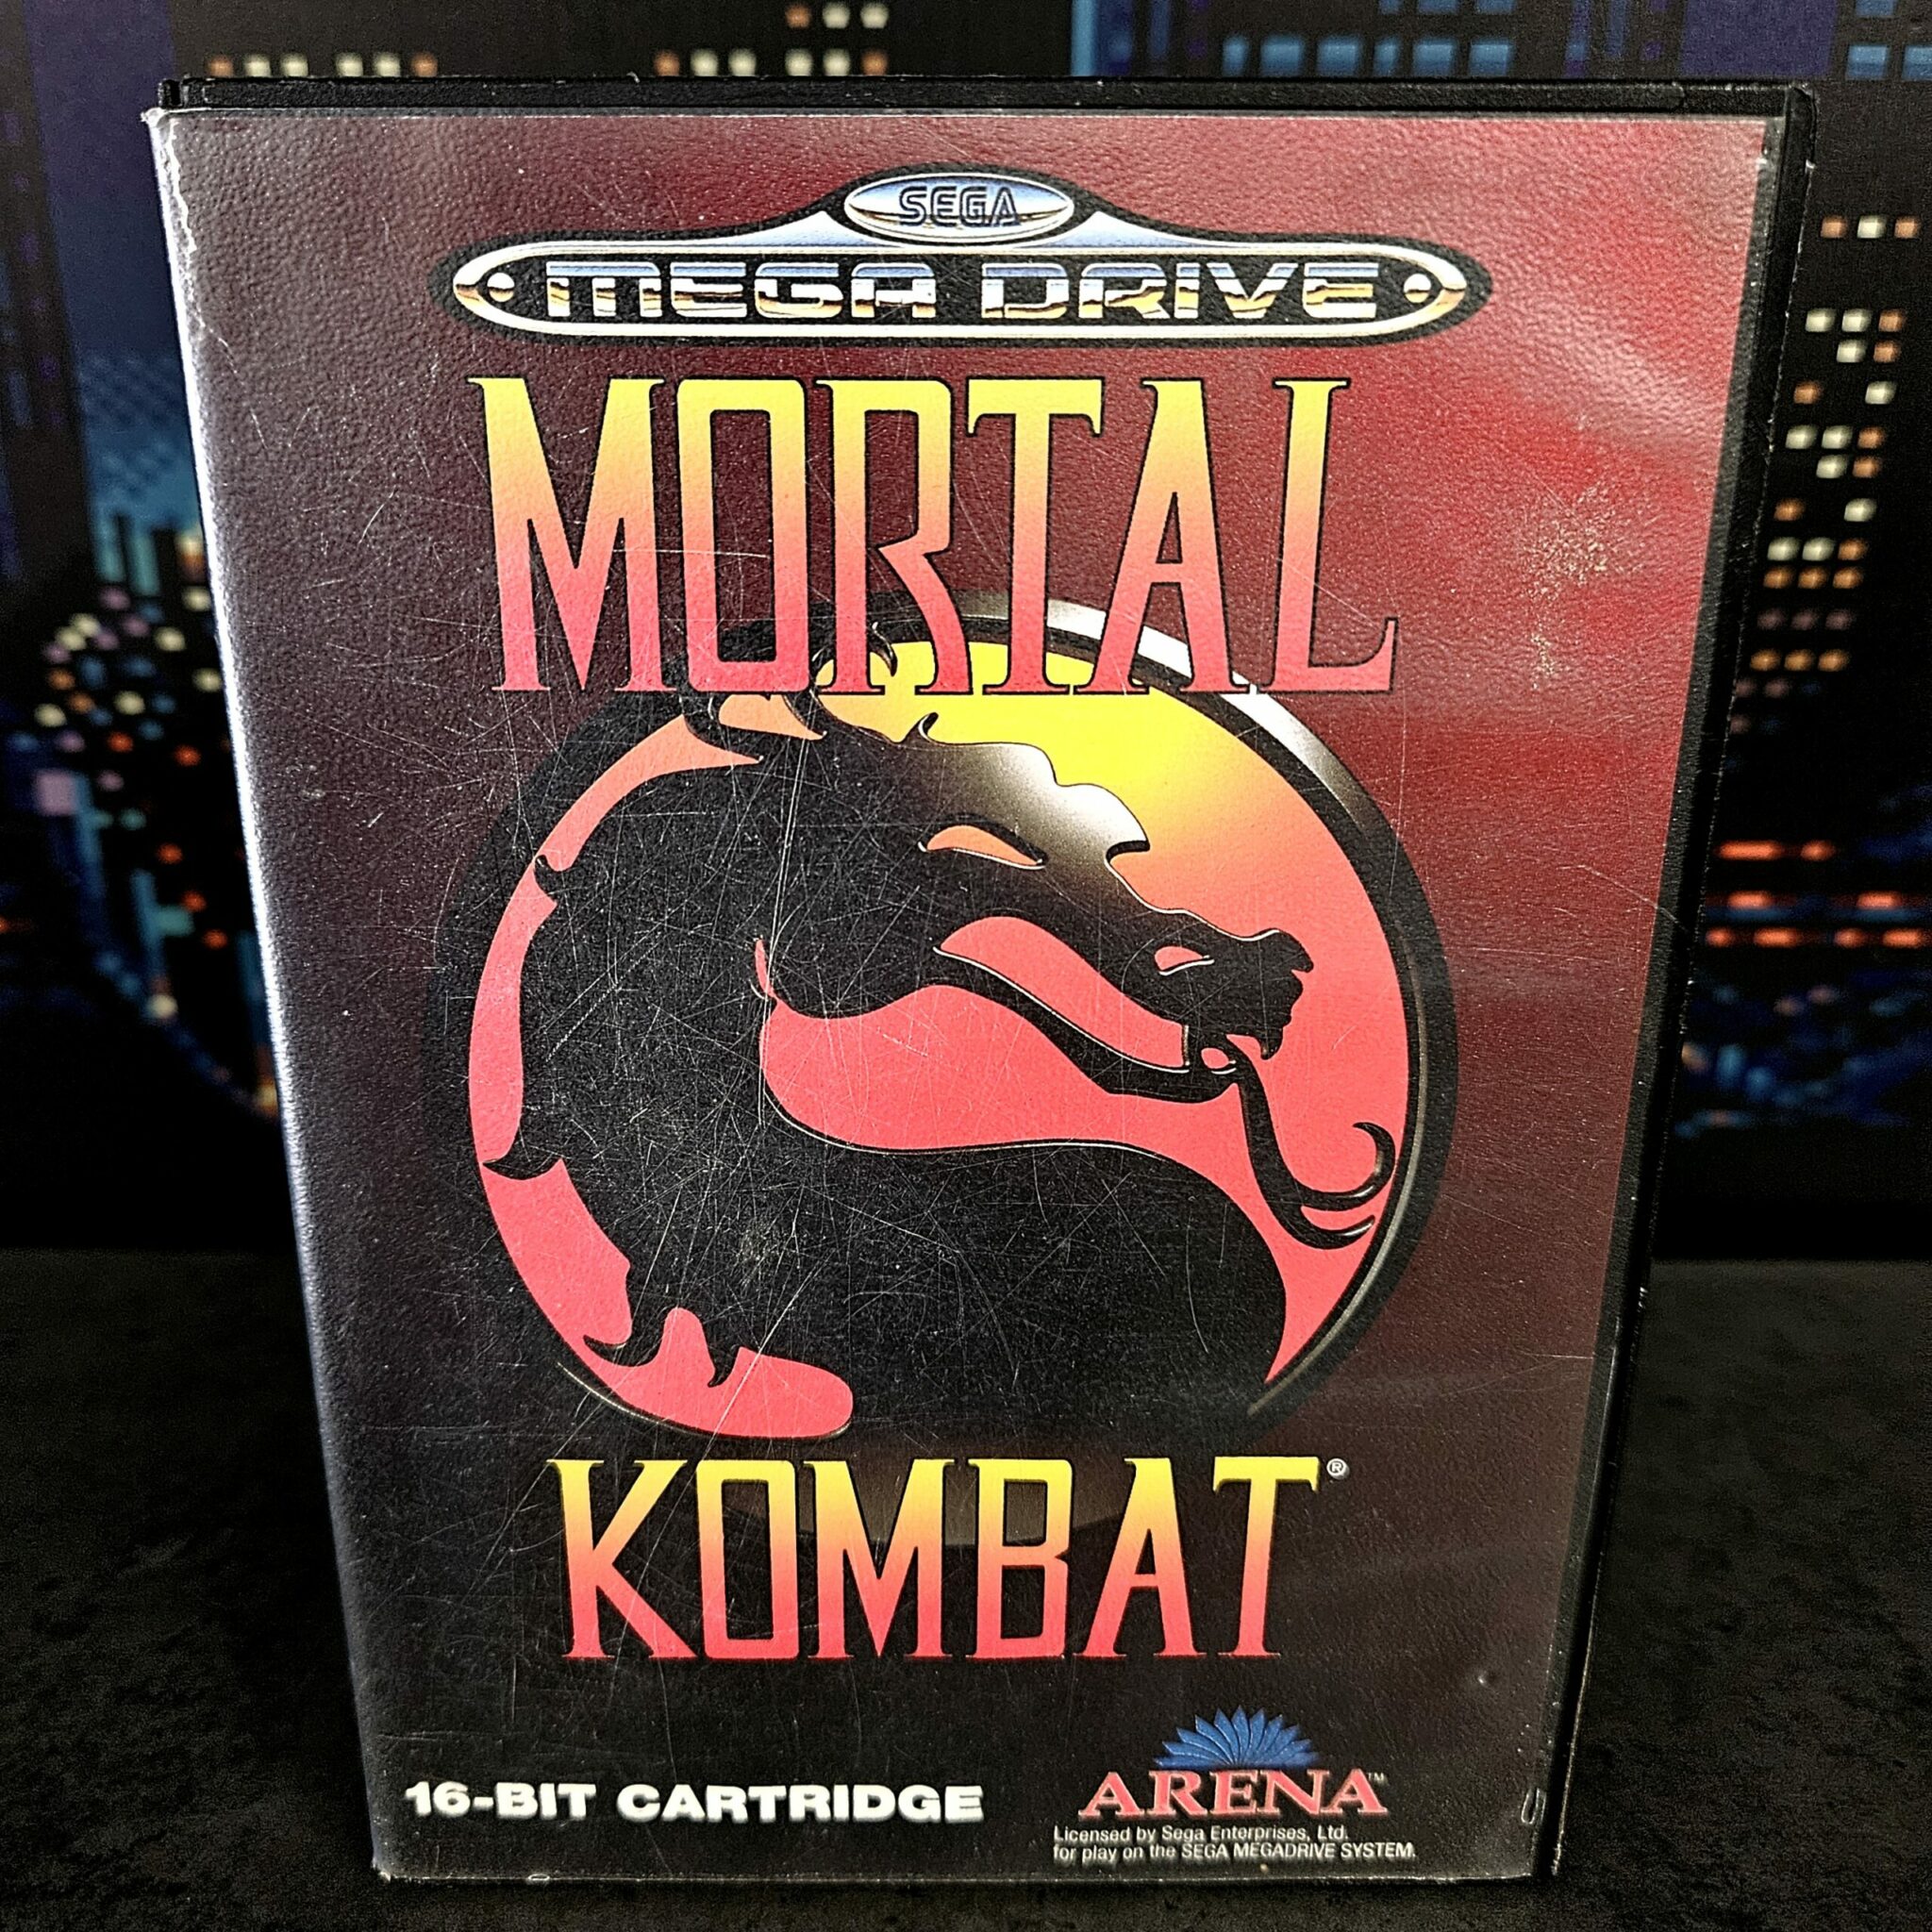 SEGA
MEGA DRIVE
MORTAL
KOMBAT®
16-BIT CARTRIDGE
ARENA™
Licensed by Sega Enterprises, Ltd.
for play on the SEGA MEGADRIVE SYSTEM.